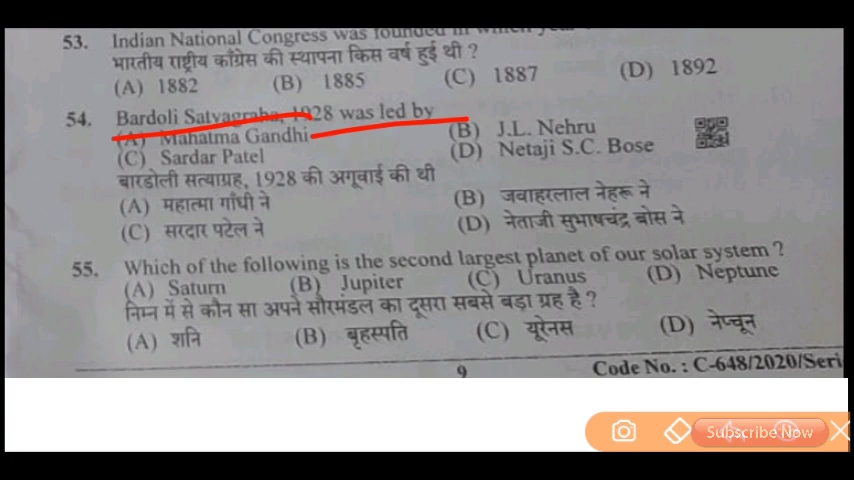 53. Indian National Congress was founded in which year
भारतीय राष्ट्रीय काँग्रेस की स्थापना किस वर्ष हुई थी ?
(A) 1882 (B) 1885 (C) 1887 (D) 1892
54. Bardoli Satyagraha, 1928 was led by
(A) Mahatma Gandhi (B) J.L. Nehru
(C) Sardar Patel (D) Netaji S.C. Bose
बारडोली सत्याग्रह, 1928 की अगूवाई की थी
(A) महात्मा गाँधी ने (B) जवाहरलाल नेहरू ने
(C) सरदार पटेल ने (D) नेताजी सुभाषचंद्र बोस ने
55. Which of the following is the second largest planet of our solar system ?
(A) Saturn (B) Jupiter (C) Uranus (D) Neptune
निम्न में से कौन सा अपने सौरमंडल का दूसरा सबसे बड़ा ग्रह है ?
(A) शनि (B) बृहस्पति (C) यूरेनस (D) नेप्च्यून
9 Code No. : C-648/2020/Seri
Subscribe Now